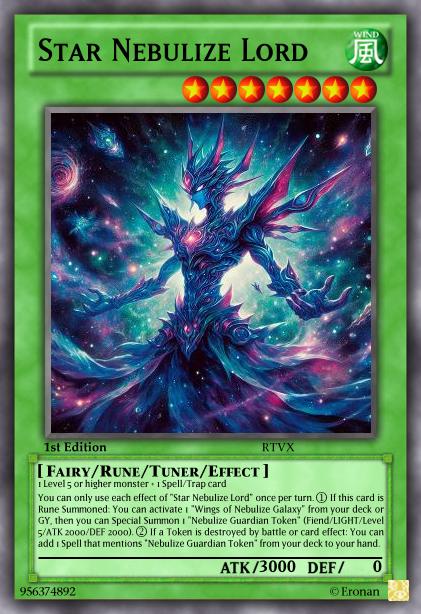 Star Nebulize Lord
WIND
風
1st Edition
RTVX
[ Fairy/Rune/Tuner/Effect ]
1 Level 5 or higher monster + 1 Spell/Trap card
You can only use each effect of "Star Nebulize Lord" once per turn. ① If this card is
Rune Summoned: You can activate 1 "Wings of Nebulize Galaxy" from your deck or
GY, then you can Special Summon 1 "Nebulize Guardian Token" (Fiend/LIGHT/Level
5/ATK 2000/DEF 2000). ② If a Token is destroyed by battle or card effect: You can
add 1 Spell that mentions "Nebulize Guardian Token" from your deck to your hand.
ATK/3000 DEF/ 0
956374892
© Eronan